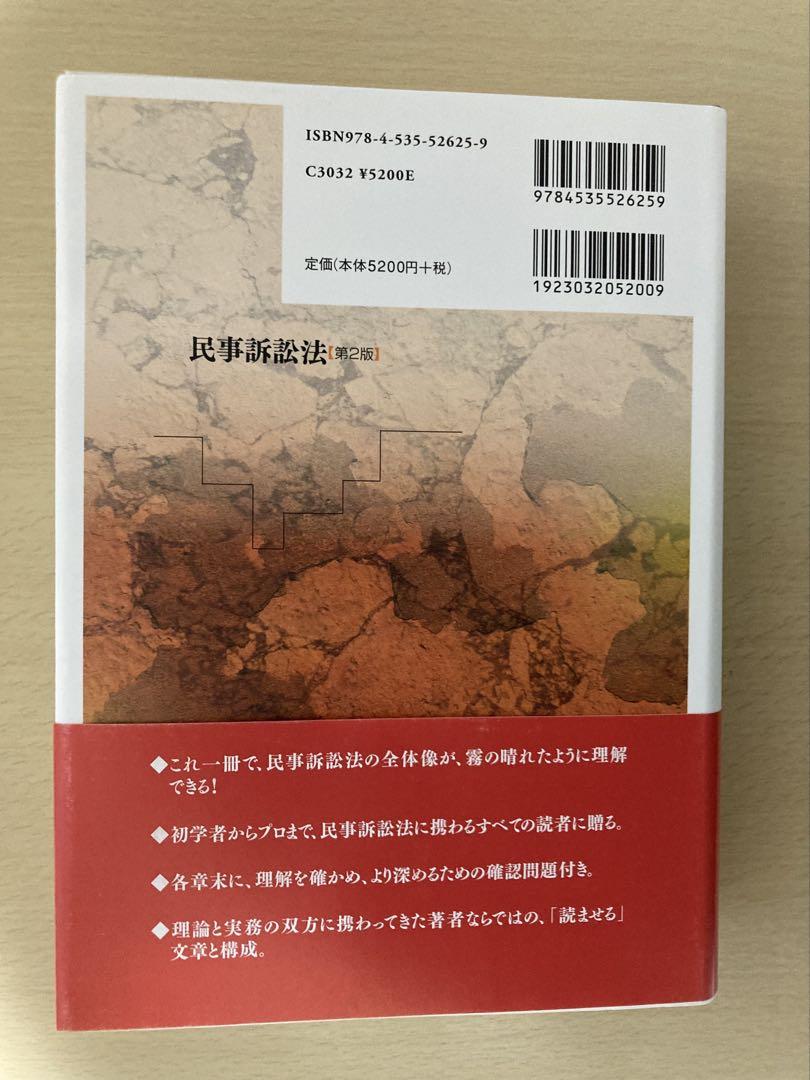 ISBN978-4-535-52625-9
C3032 ¥5200E
9784535526259
定価(本体5200円+税)
1923032052009
民事訴訟法【第2版】
◆これ一冊で、民事訴訟法の全体像が、霧の晴れたように理解
できる!
◆初学者からプロまで、民事訴訟法に携わるすべての読者に贈る。
◆各章末に、理解を確かめ、より深めるための確認問題付き。
◆理論と実務の双方に携わってきた著者ならではの、「読ませる」
文章と構成。